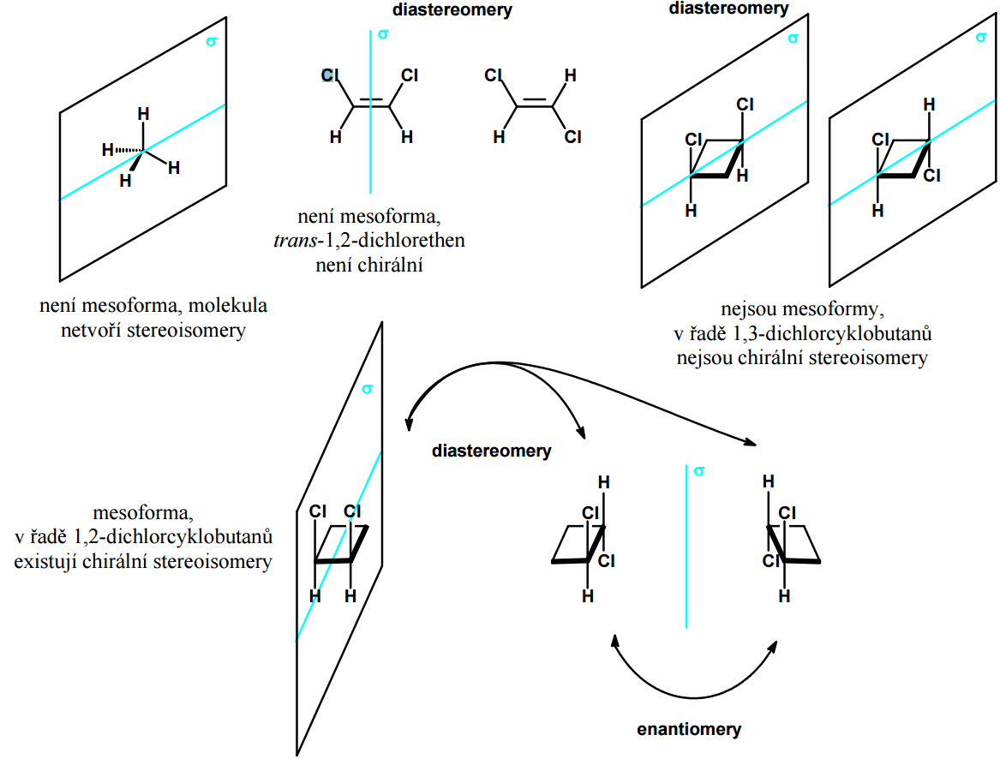 diastereomery
diastereomery
σ
σ
σ
σ
Cl
Cl
Cl
H
H
H
H
Cl
H
H
H
H
Cl
Cl
H
H
Cl
H
Cl
H
není mesoforma,
trans-1,2-dichlorethen
není chirální
není mesoforma, molekula
netvoří stereoisomery
nejsou mesoformy,
v řadě 1,3-dichlorcyklobutanů
nejsou chirální stereoisomery
σ
diastereomery
σ
mesoforma,
v řadě 1,2-dichlorcyklobutanů
existují chirální stereoisomery
Cl
Cl
H
H
H
Cl
Cl
H
H
Cl
Cl
H
enantiomery